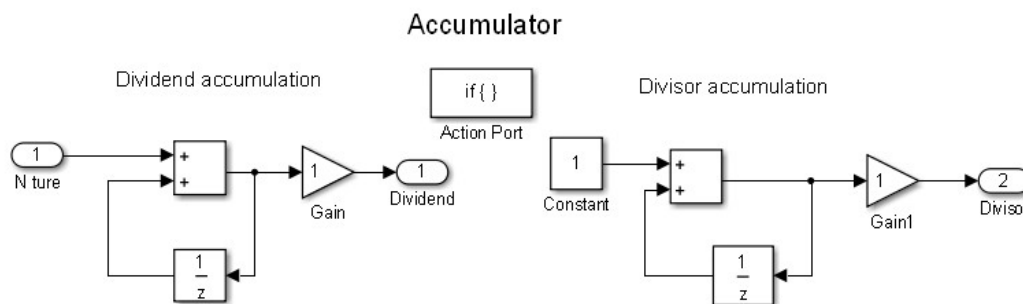 Accumulator
Dividend accumulation
if { }
Action Port
Divisor accumulation
1
N ture
+
+
1
Gain
1
Dividend
1
z
1
Constant
+
+
1
Gain1
2
Diviso
1
z